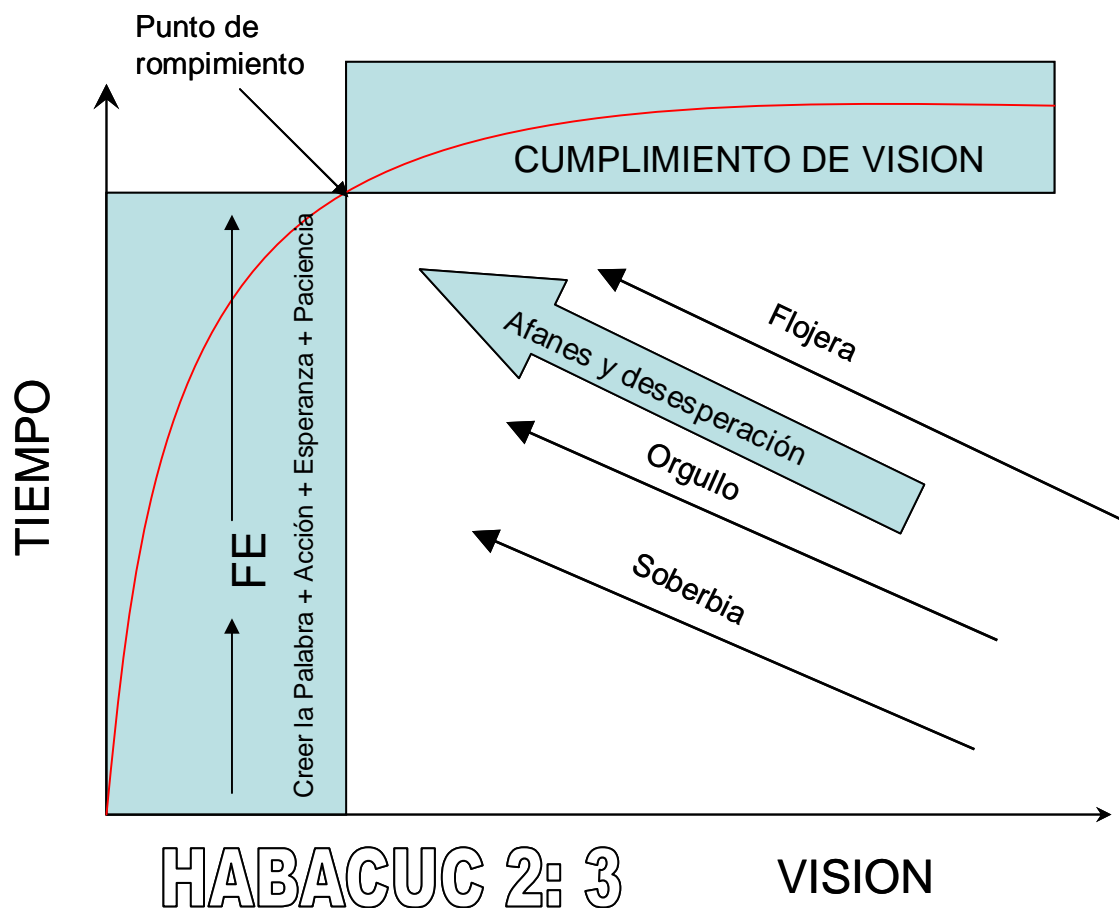 Punto de
rompimiento
CUMPLIMIENTO DE VISION
TIEMPO
FE
Creer la Palabra + Acción + Esperanza + Paciencia
Flojera
Afanes y desesperación
Orgullo
Soberbia
HABACUC 2: 3
VISION